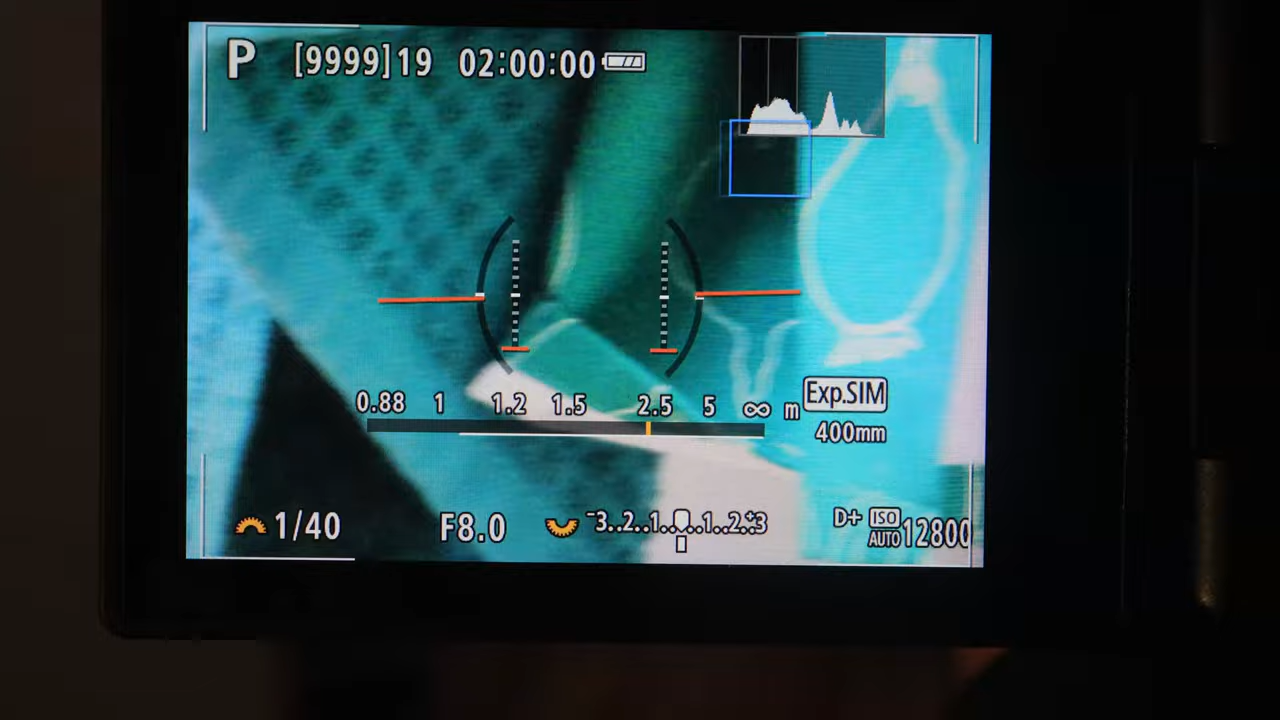 P [9999]19 02:00:00
0.88 1 1.2 1.5 2.5 5 ∞ m
Exp.SIM
400mm
1/40 F8.0 -3..2..1..0..1..2..+3 D+ ISO AUTO 12800